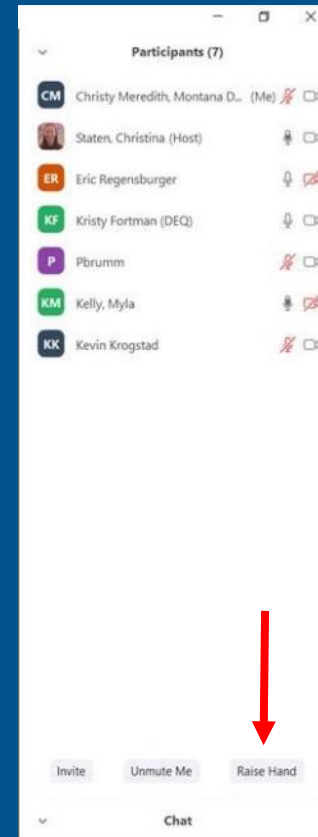 Participants (7)
CM Christy Meredith, Montana D... (Me)
Staten, Christina (Host)
ER Eric Regensburger
KF Kristy Fortman (DEQ)
P Pbrumm
KM Kelly, Myla
KK Kevin Krogstad
Invite Unmute Me Raise Hand
Chat